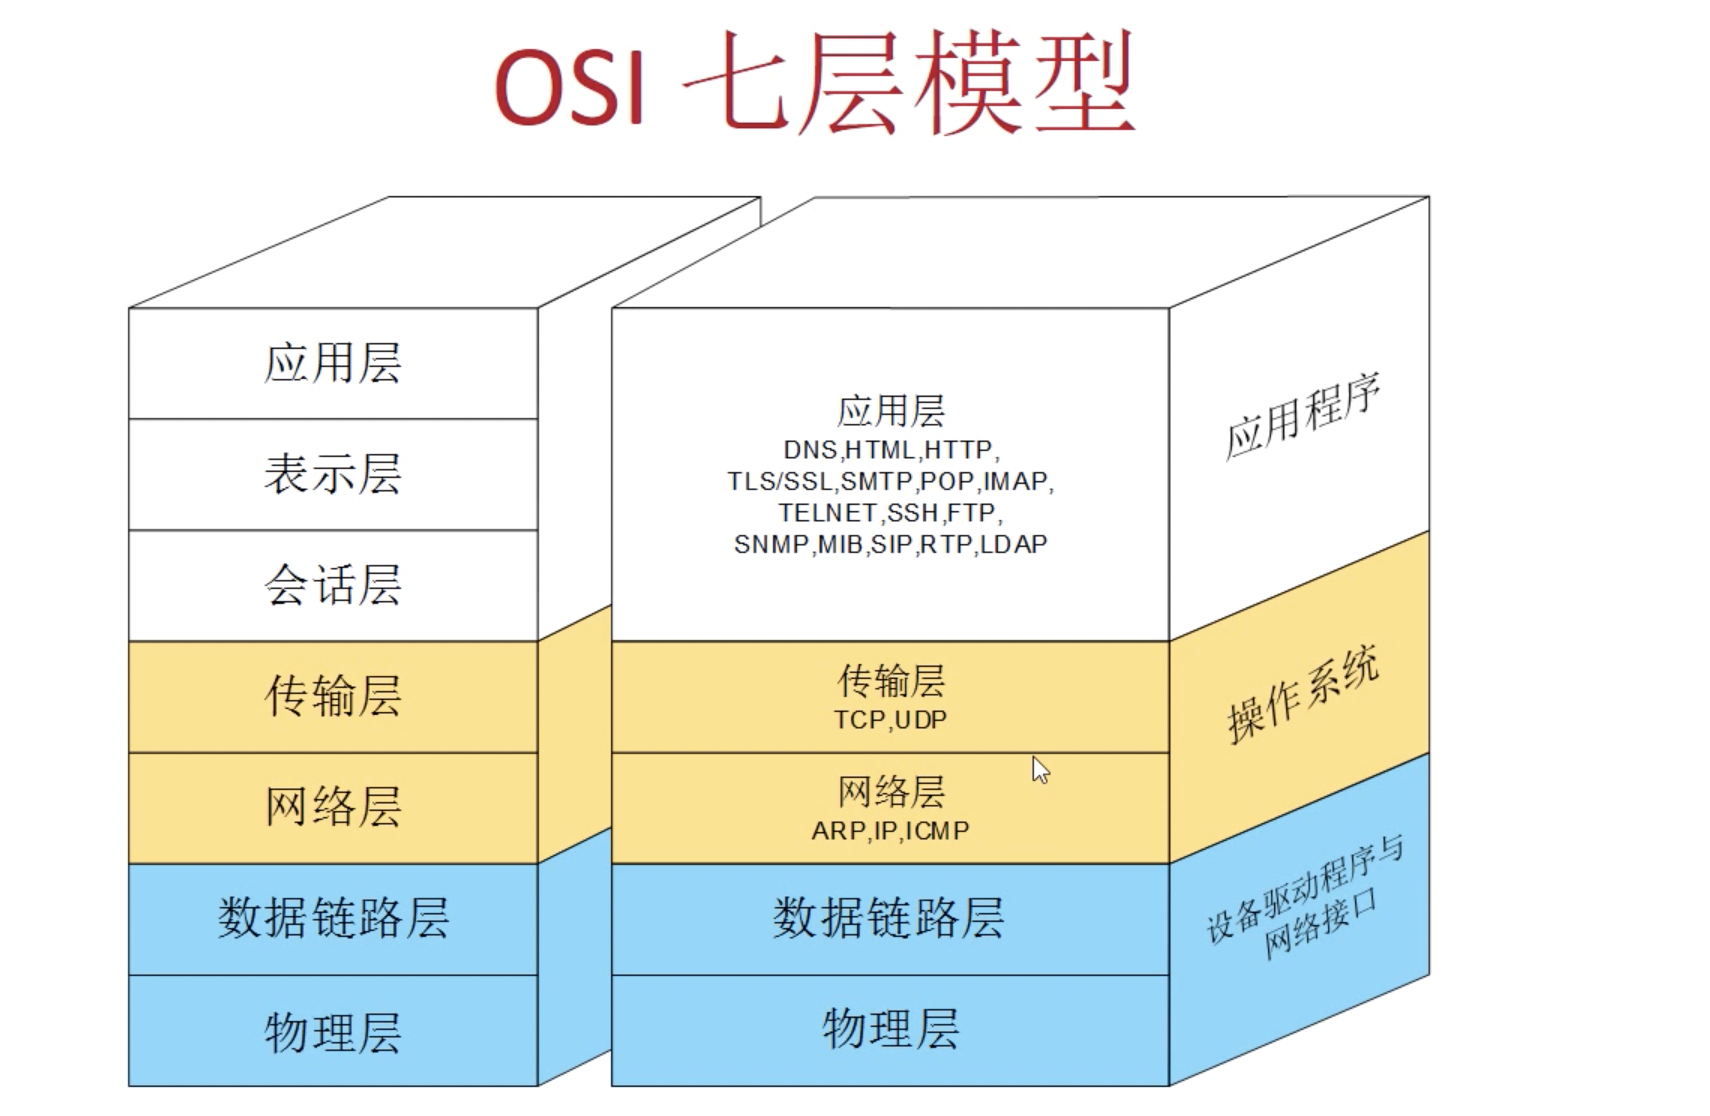 OSI 七层模型
应用层
表示层
会话层
传输层
网络层
数据链路层
物理层
应用层
DNS,HTML,HTTP,
TLS/SSL,SMTP,POP,IMAP,
TELNET,SSH,FTP,
SNMP,MIB,SIP,RTP,LDAP
传输层
TCP,UDP
网络层
ARP,IP,ICMP
数据链路层
物理层
应用程序
操作系统
设备驱动程序与
网络接口